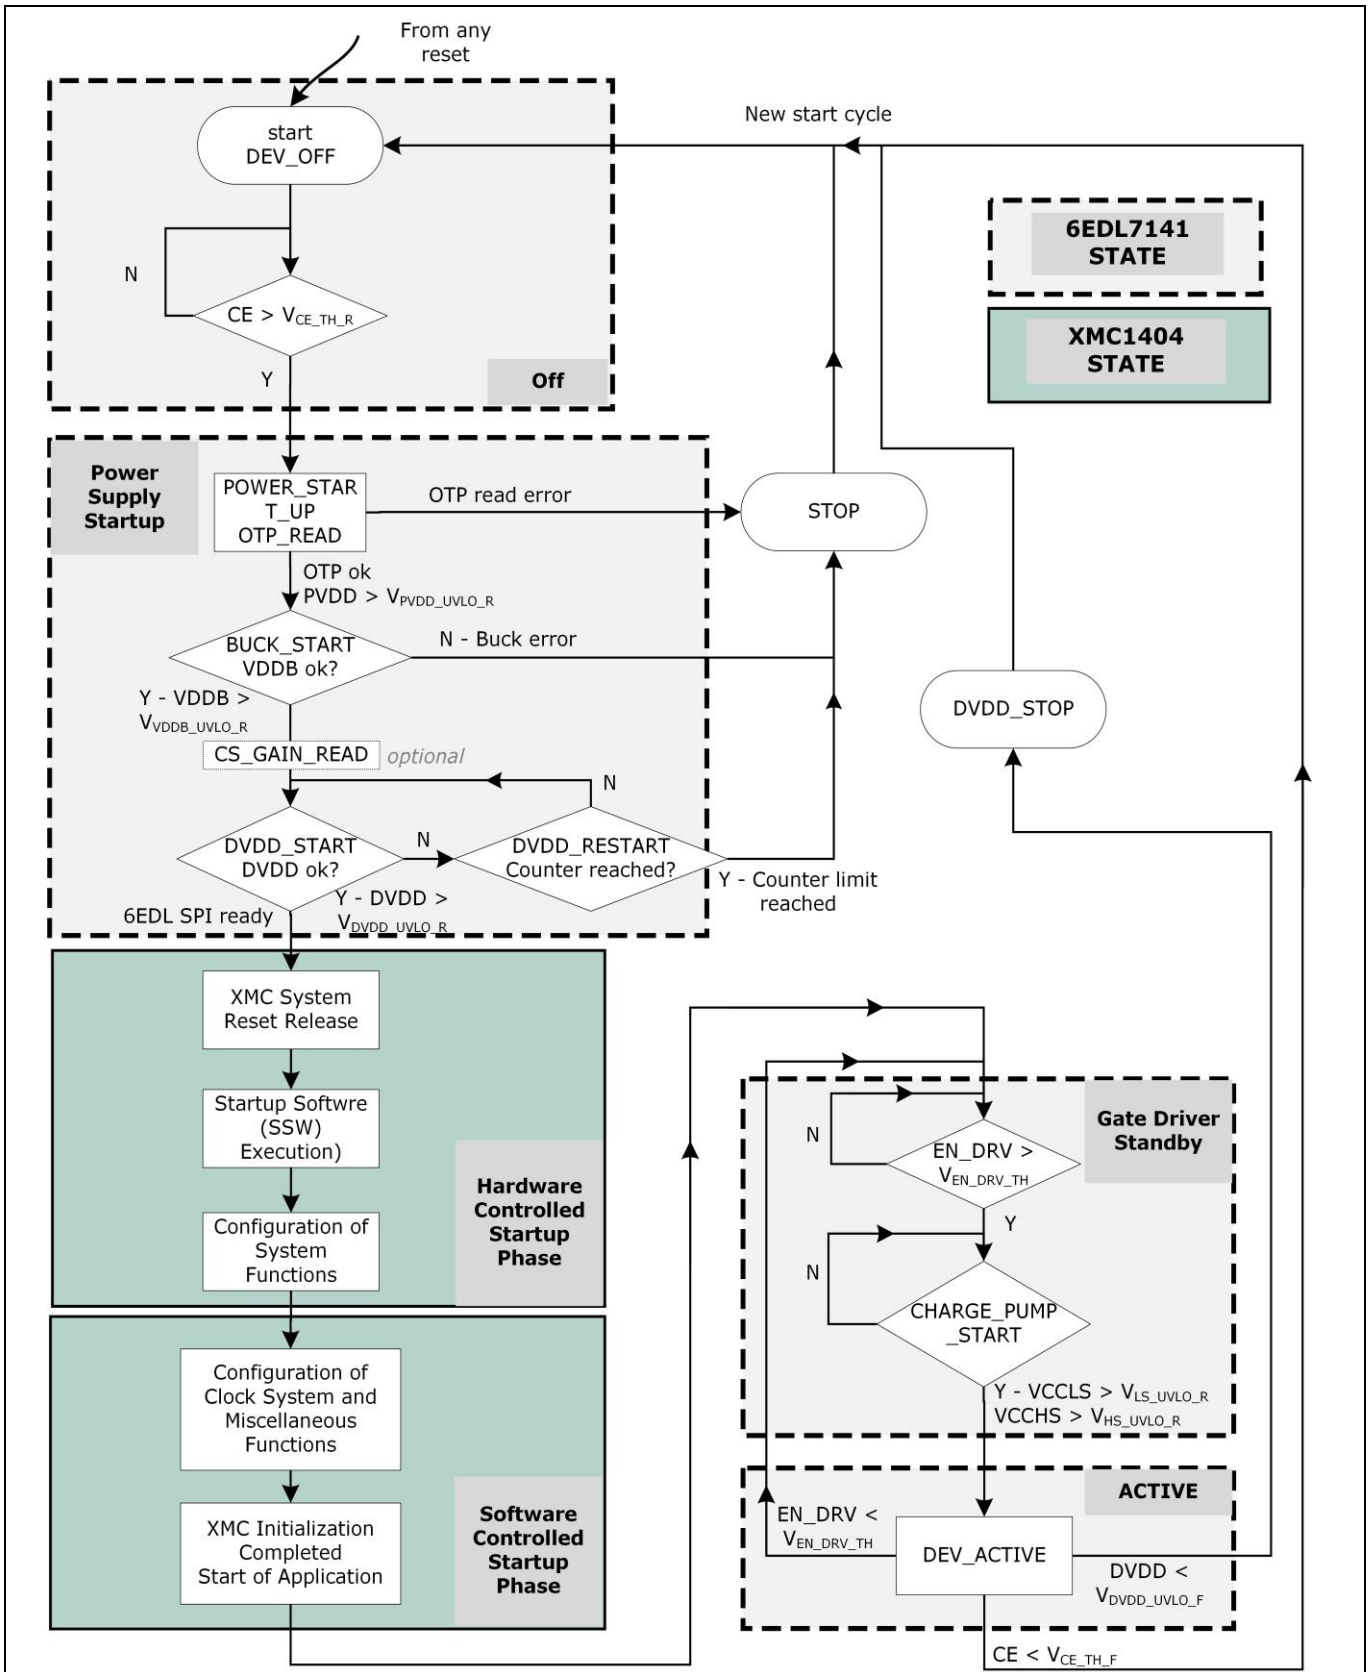 From any
reset
start
DEV_OFF
New start cycle
N
CE > VCE_TH_R
Y
Off
6EDL7141
STATE
XMC1404
STATE
Power
Supply
Startup
POWER_STAR
T_UP
OTP_READ
OTP read error
STOP
OTP ok
PVDD > VPVDD_UVLO_R
BUCK_START
VDDB ok?
N - Buck error
Y - VDDB >
VVDDB_UVLO_R
CS_GAIN_READ
optional
N
DVDD_START
DVDD ok?
N
DVDD_RESTART
Counter reached?
Y - Counter limit
reached
Y - DVDD >
VDVDD_UVLO_R
6EDL SPI ready
DVDD_STOP
XMC System
Reset Release
Startup Softwre
(SSW)
Execution)
Configuration of
System
Functions
Hardware
Controlled
Startup
Phase
Configuration of
Clock System and
Miscellaneous
Functions
XMC Initialization
Completed
Start of Application
Software
Controlled
Startup
Phase
Gate Driver
Standby
N
EN_DRV >
VEN_DRV_TH
Y
N
CHARGE_PUMP
_START
Y - VCCLS > VLS_UVLO_R
VCCHS > VHS_UVLO_R
ACTIVE
EN_DRV <
VEN_DRV_TH
DEV_ACTIVE
DVDD <
VDVDD_UVLO_F
CE < VCE_TH_F